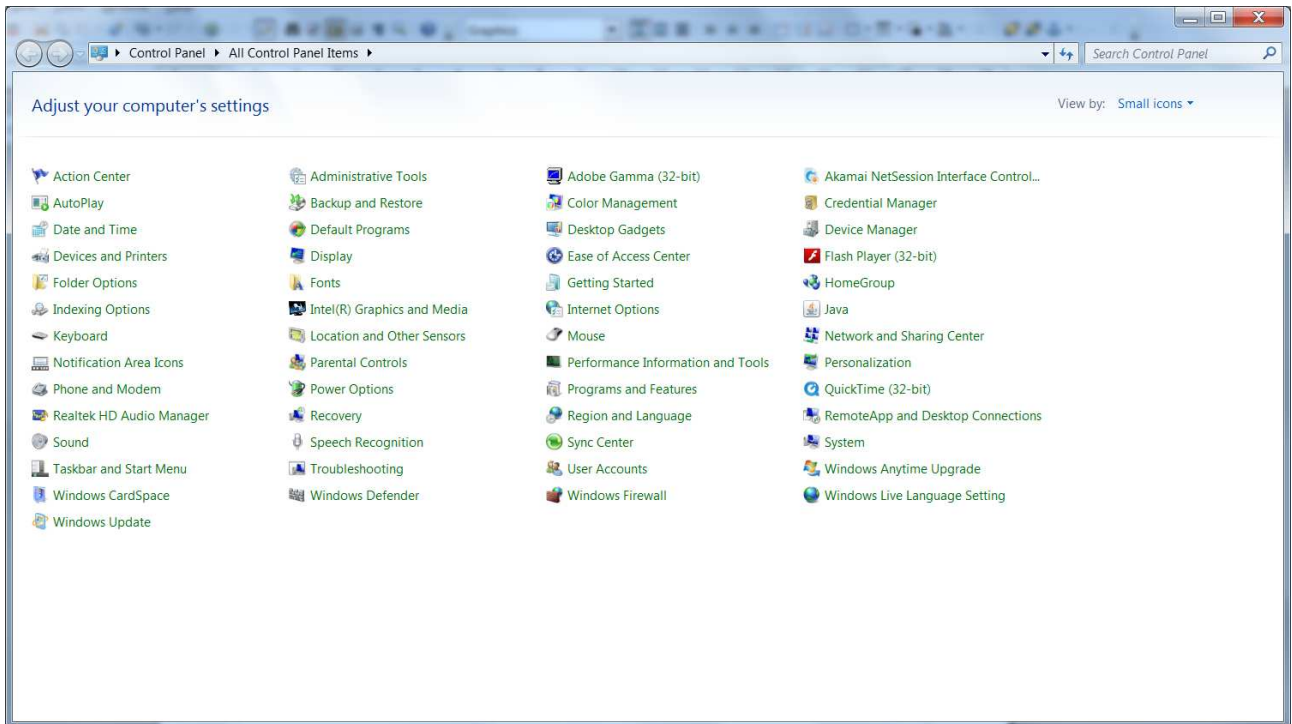 Control Panel ▸ All Control Panel Items ▸ Search Control Panel
Adjust your computer's settings View by: Small icons
Action Center Administrative Tools Adobe Gamma (32-bit) Akamai NetSession Interface Control...
AutoPlay Backup and Restore Color Management Credential Manager
Date and Time Default Programs Desktop Gadgets Device Manager
Devices and Printers Display Ease of Access Center Flash Player (32-bit)
Folder Options Fonts Getting Started HomeGroup
Indexing Options Intel(R) Graphics and Media Internet Options Java
Keyboard Location and Other Sensors Mouse Network and Sharing Center
Notification Area Icons Parental Controls Performance Information and Tools Personalization
Phone and Modem Power Options Programs and Features QuickTime (32-bit)
Realtek HD Audio Manager Recovery Region and Language RemoteApp and Desktop Connections
Sound Speech Recognition Sync Center System
Taskbar and Start Menu Troubleshooting User Accounts Windows Anytime Upgrade
Windows CardSpace Windows Defender Windows Firewall Windows Live Language Setting
Windows Update